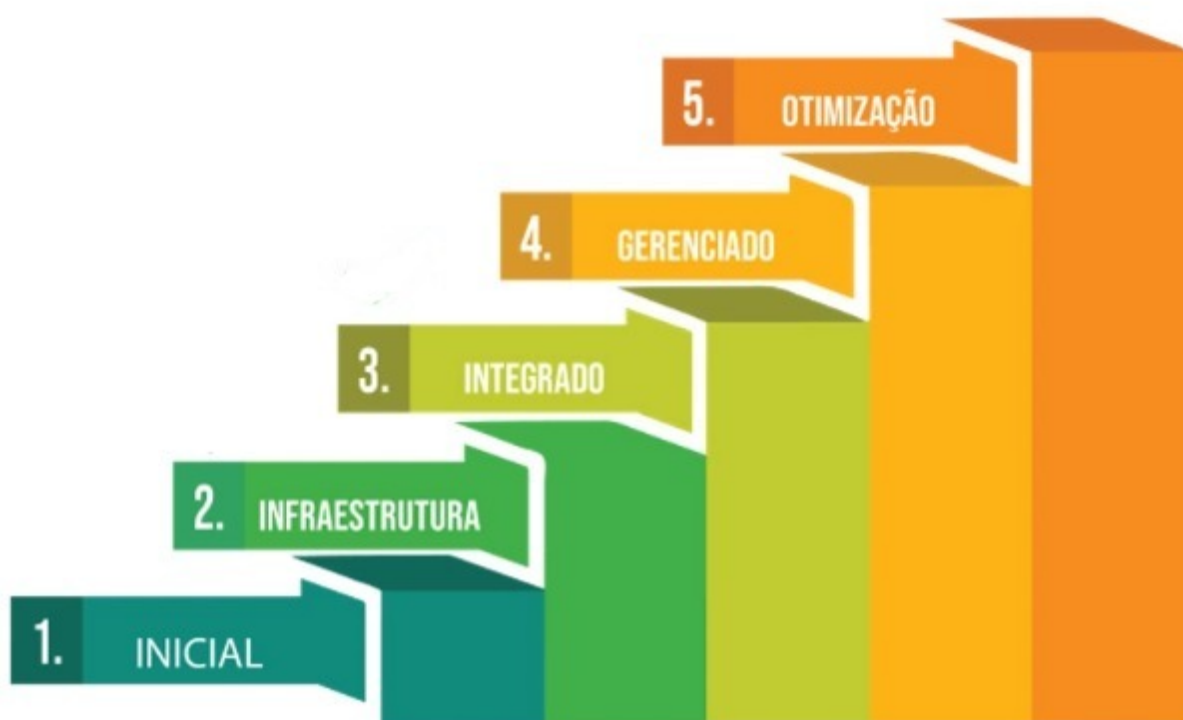 5. OTIMIZAÇÃO
4. GERENCIADO
3. INTEGRADO
2. INFRAESTRUTURA
1. INICIAL